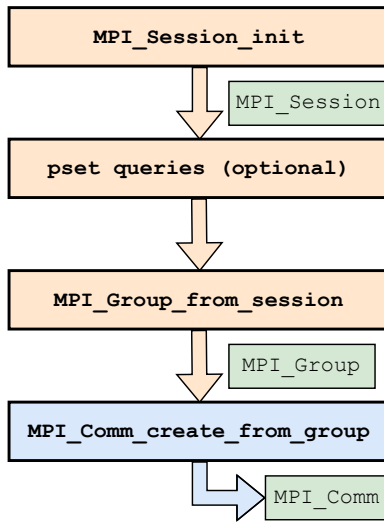 MPI_Session_init
MPI_Session
pset queries (optional)
MPI_Group_from_session
MPI_Group
MPI_Comm_create_from_group
MPI_Comm